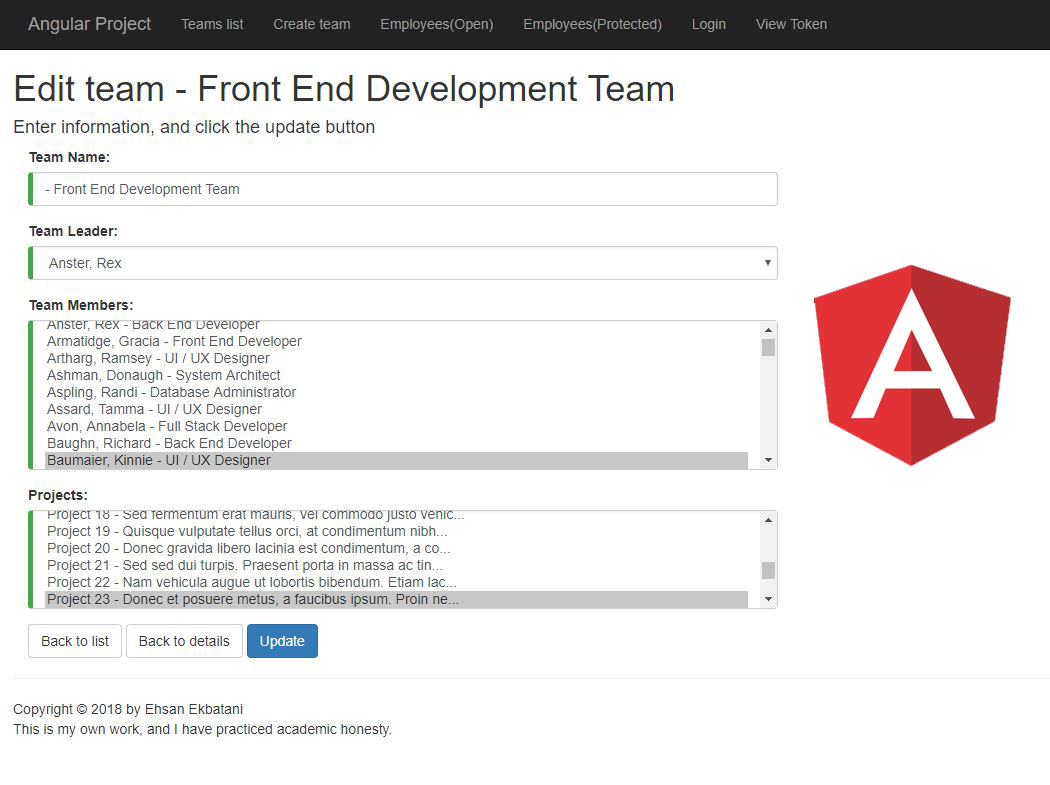 Angular Project Teams list Create team Employees(Open) Employees(Protected) Login View Token
Edit team - Front End Development Team
Enter information, and click the update button
Team Name:
- Front End Development Team
Team Leader:
Anster, Rex
Team Members:
Anster, Rex - Back End Developer
Armatidge, Gracia - Front End Developer
Artharg, Ramsey - UI / UX Designer
Ashman, Donaugh - System Architect
Aspling, Randi - Database Administrator
Assard, Tamma - UI / UX Designer
Avon, Annabela - Full Stack Developer
Baughn, Richard - Back End Developer
Baumaier, Kinnie - UI / UX Designer
Projects:
Project 18 - Sed fermentum erat mauris, vel commodo justo venic...
Project 19 - Quisque vulputate tellus orci, at condimentum nibh...
Project 20 - Donec gravida libero lacinia est condimentum, a co...
Project 21 - Sed sed dui turpis. Praesent porta in massa ac tin...
Project 22 - Nam vehicula augue ut lobortis bibendum. Etiam lac...
Project 23 - Donec et posuere metus, a faucibus ipsum. Proin ne...
Back to list Back to details Update
Copyright © 2018 by Ehsan Ekbatani
This is my own work, and I have practiced academic honesty.
A